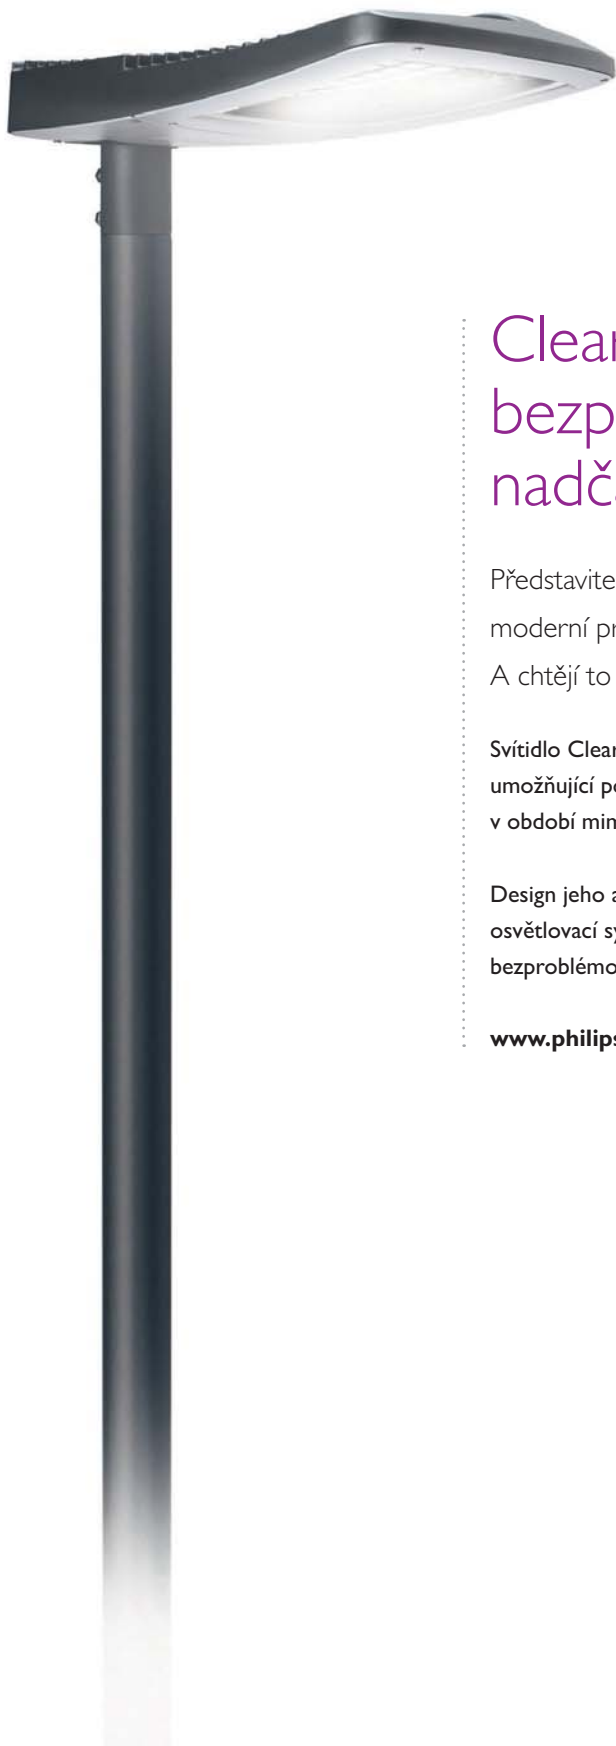 Clear
bezp
nadč
Představite
moderní pr
A chtějí to
Svítidlo Clear
umožňující po
v období min
Design jeho a
osvětlovací sy
bezproblémo
www.philips